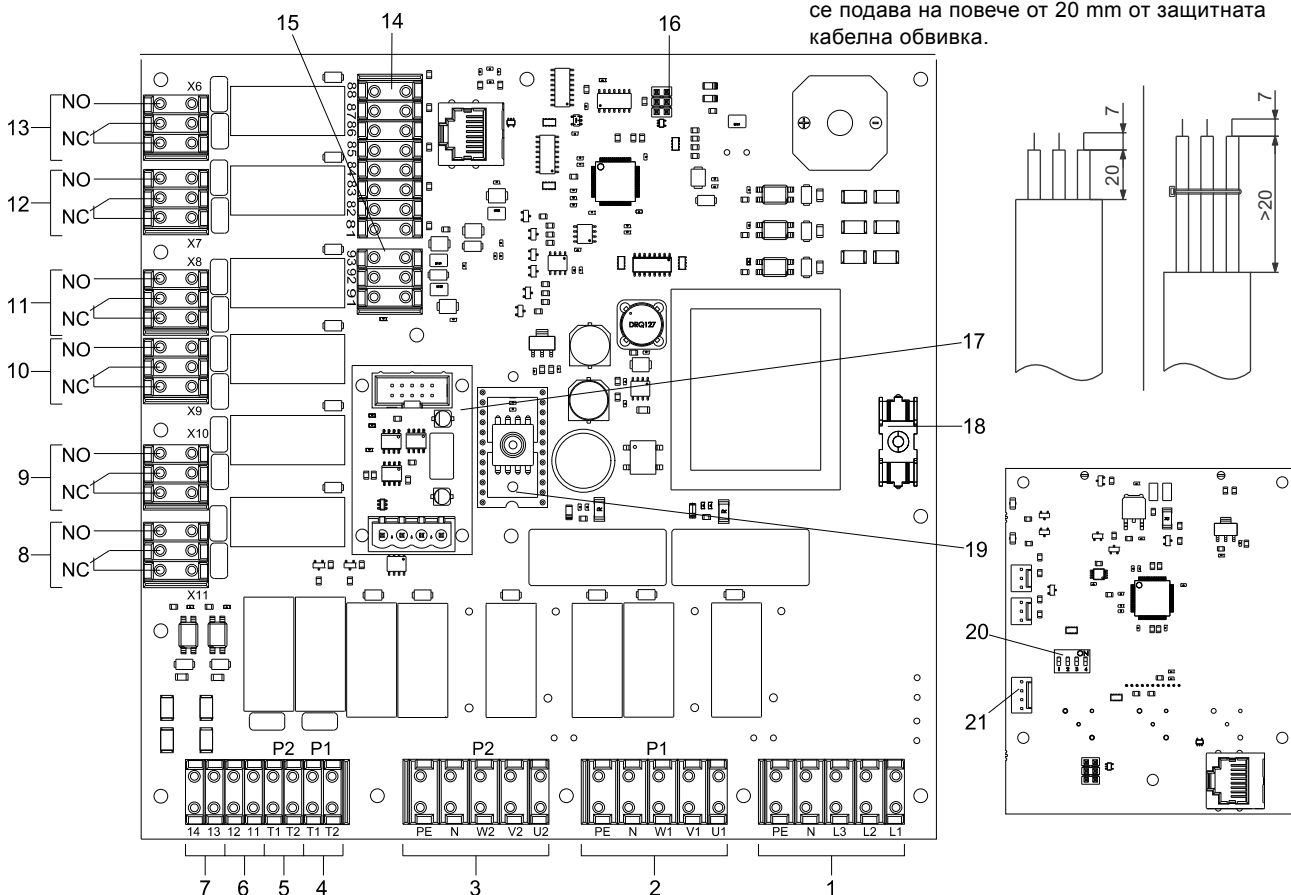 се подава на повече от 20 mm от защитната
кабелна обвивка.
15
14
16
13
NO
NC
X6
12
NO
NC
X7
11
NO
NC
X8
10
NO
NC
X9
9
NO
NC
X10
8
NO
NC
X11
88 87 86 85 84 83 82 81
93 92 91
DRQ127
17
18
19
20
21
ON
1 2 3 4
7
20
7
>20
P2 P1
P2
P1
14 13 12 11 T1 T2 T1 T2
PE N W2 V2 U2
PE N W1 V1 U1
PE N L3 L2 L1
7 6 5 4
3
2
1